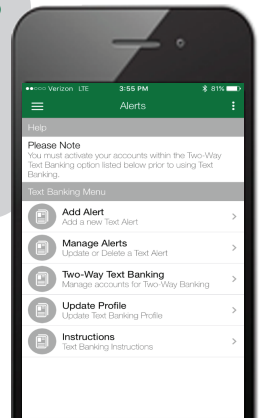 ●●○○○ Verizon LTE 3:55 PM 81%
Alerts
Help
Please Note
You must activate your accounts within the Two-Way
Text Banking option listed below prior to using Text
Banking.
Text Banking Menu
Add Alert
Add a new Text Alert
Manage Alerts
Update or Delete a Text Alert
Two-Way Text Banking
Manage accounts for Two-Way Banking
Update Profile
Update Text Banking Profile
Instructions
Text Banking Instructions